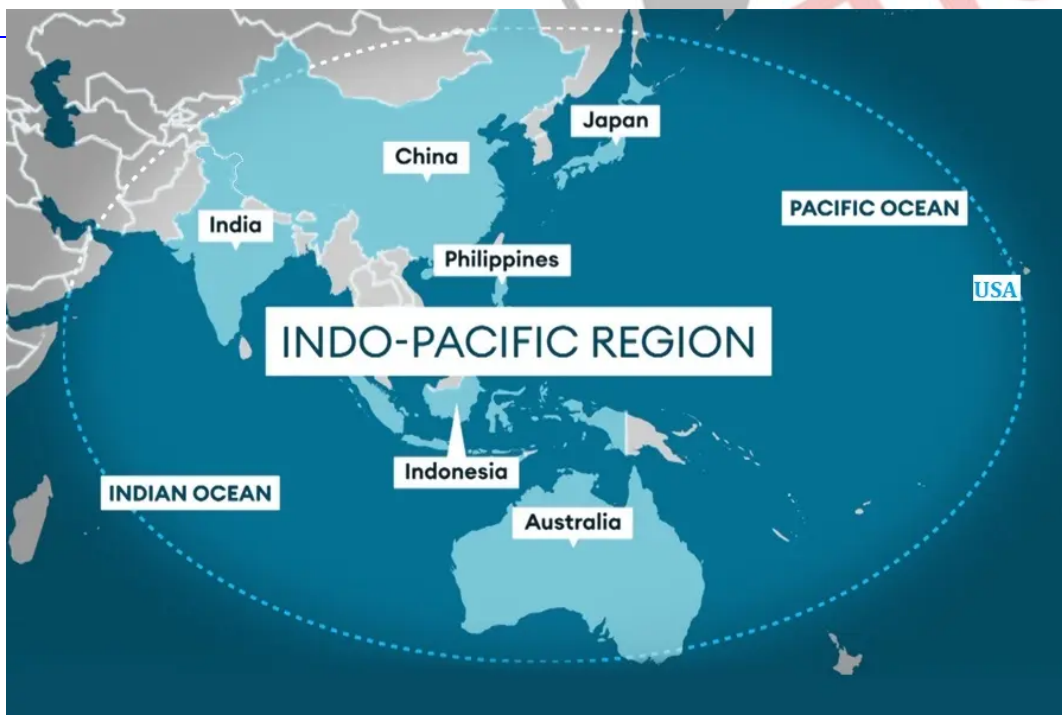 Japan
China
PACIFIC OCEAN
India
Philippines
USA
INDO-PACIFIC REGION
Indonesia
INDIAN OCEAN
Australia